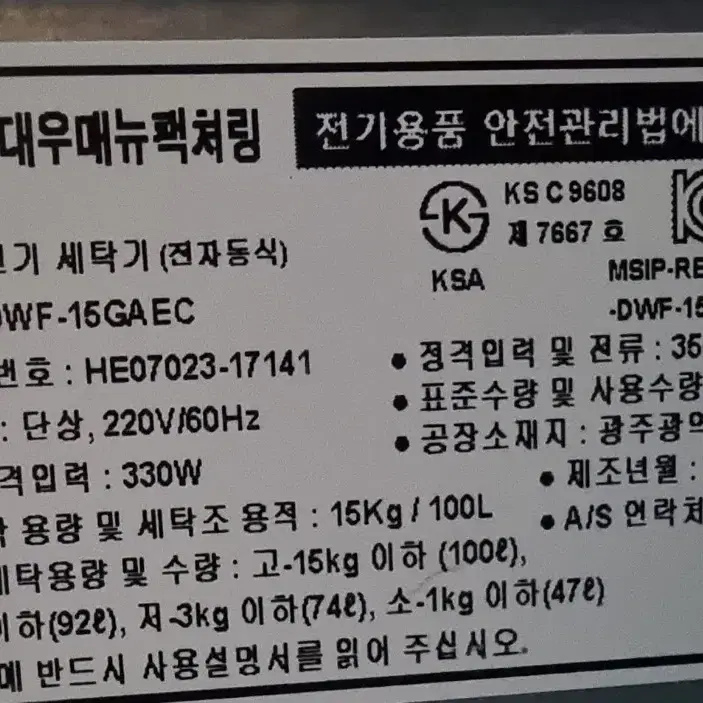 대우매뉴팩쳐링
전기용품 안전관리법에
KS C 9608
제 7667 호
KSA
MSIP-RE
-DWF-15
기 세탁기 (전자동식)
WF-15GAEC
번호 : HE07023-17141
: 단상, 220V/60Hz
격입력 : 330W
용량 및 세탁조 용적 : 15Kg / 100L
탁용량 및 수량 : 고-15kg 이하 (100ℓ),
이하(92ℓ), 저-3kg 이하(74ℓ), 소-1kg 이하(47ℓ)
에 반드시 사용설명서를 읽어 주십시오.
• 정격입력 및 전류 : 35
• 표준수량 및 사용수량
• 공장소재지 : 광주광역
• 제조년월 :
• A/S 연락처